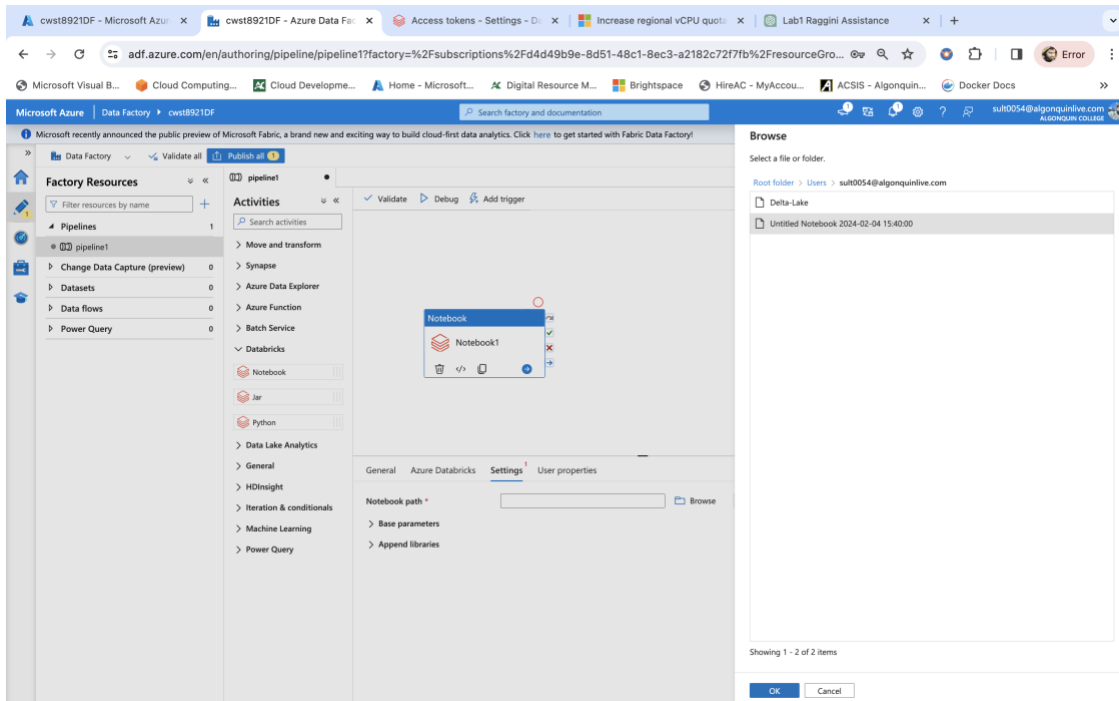 cwst8921DF - Microsoft Azur
cwst8921DF - Azure Data Fac
Access tokens - Settings - Da
Increase regional vCPU quota
Lab1 Raggini Assistance
adf.azure.com/en/authoring/pipeline/pipeline1?factory=%2Fsubscriptions%2Fd4d49b9e-8d51-48c1-8ec3-a2182c72f7fb%2FresourceGro...
Error
Microsoft Visual B...
Cloud Computing...
Cloud Developme...
Home - Microsoft...
Digital Resource M...
Brightspace
HireAC - MyAccou...
ACSIS - Algonquin...
Docker Docs
Microsoft Azure
Data Factory
cwst8921DF
Search factory and documentation
sult0054@algonquinlive.com
ALGONQUIN COLLEGE
Microsoft recently announced the public preview of Microsoft Fabric, a brand new and exciting way to build cloud-first data analytics. Click here to get started with Fabric Data Factory!
Data Factory
Validate all
Publish all 1
Factory Resources
Filter resources by name
Pipelines 1
pipeline1
Change Data Capture (preview) 0
Datasets 0
Data flows 0
Power Query 0
pipeline1
Activities
Search activities
Move and transform
Synapse
Azure Data Explorer
Azure Function
Batch Service
Databricks
Notebook
Jar
Python
Data Lake Analytics
General
HDInsight
Iteration & conditionals
Machine Learning
Power Query
Validate
Debug
Add trigger
Notebook
Notebook1
General
Azure Databricks
Settings 1
User properties
Notebook path *
Browse
Base parameters
Append libraries
Browse
Select a file or folder.
Root folder > Users > sult0054@algonquinlive.com
Delta-Lake
Untitled Notebook 2024-02-04 15:40:00
Showing 1 - 2 of 2 items
OK
Cancel